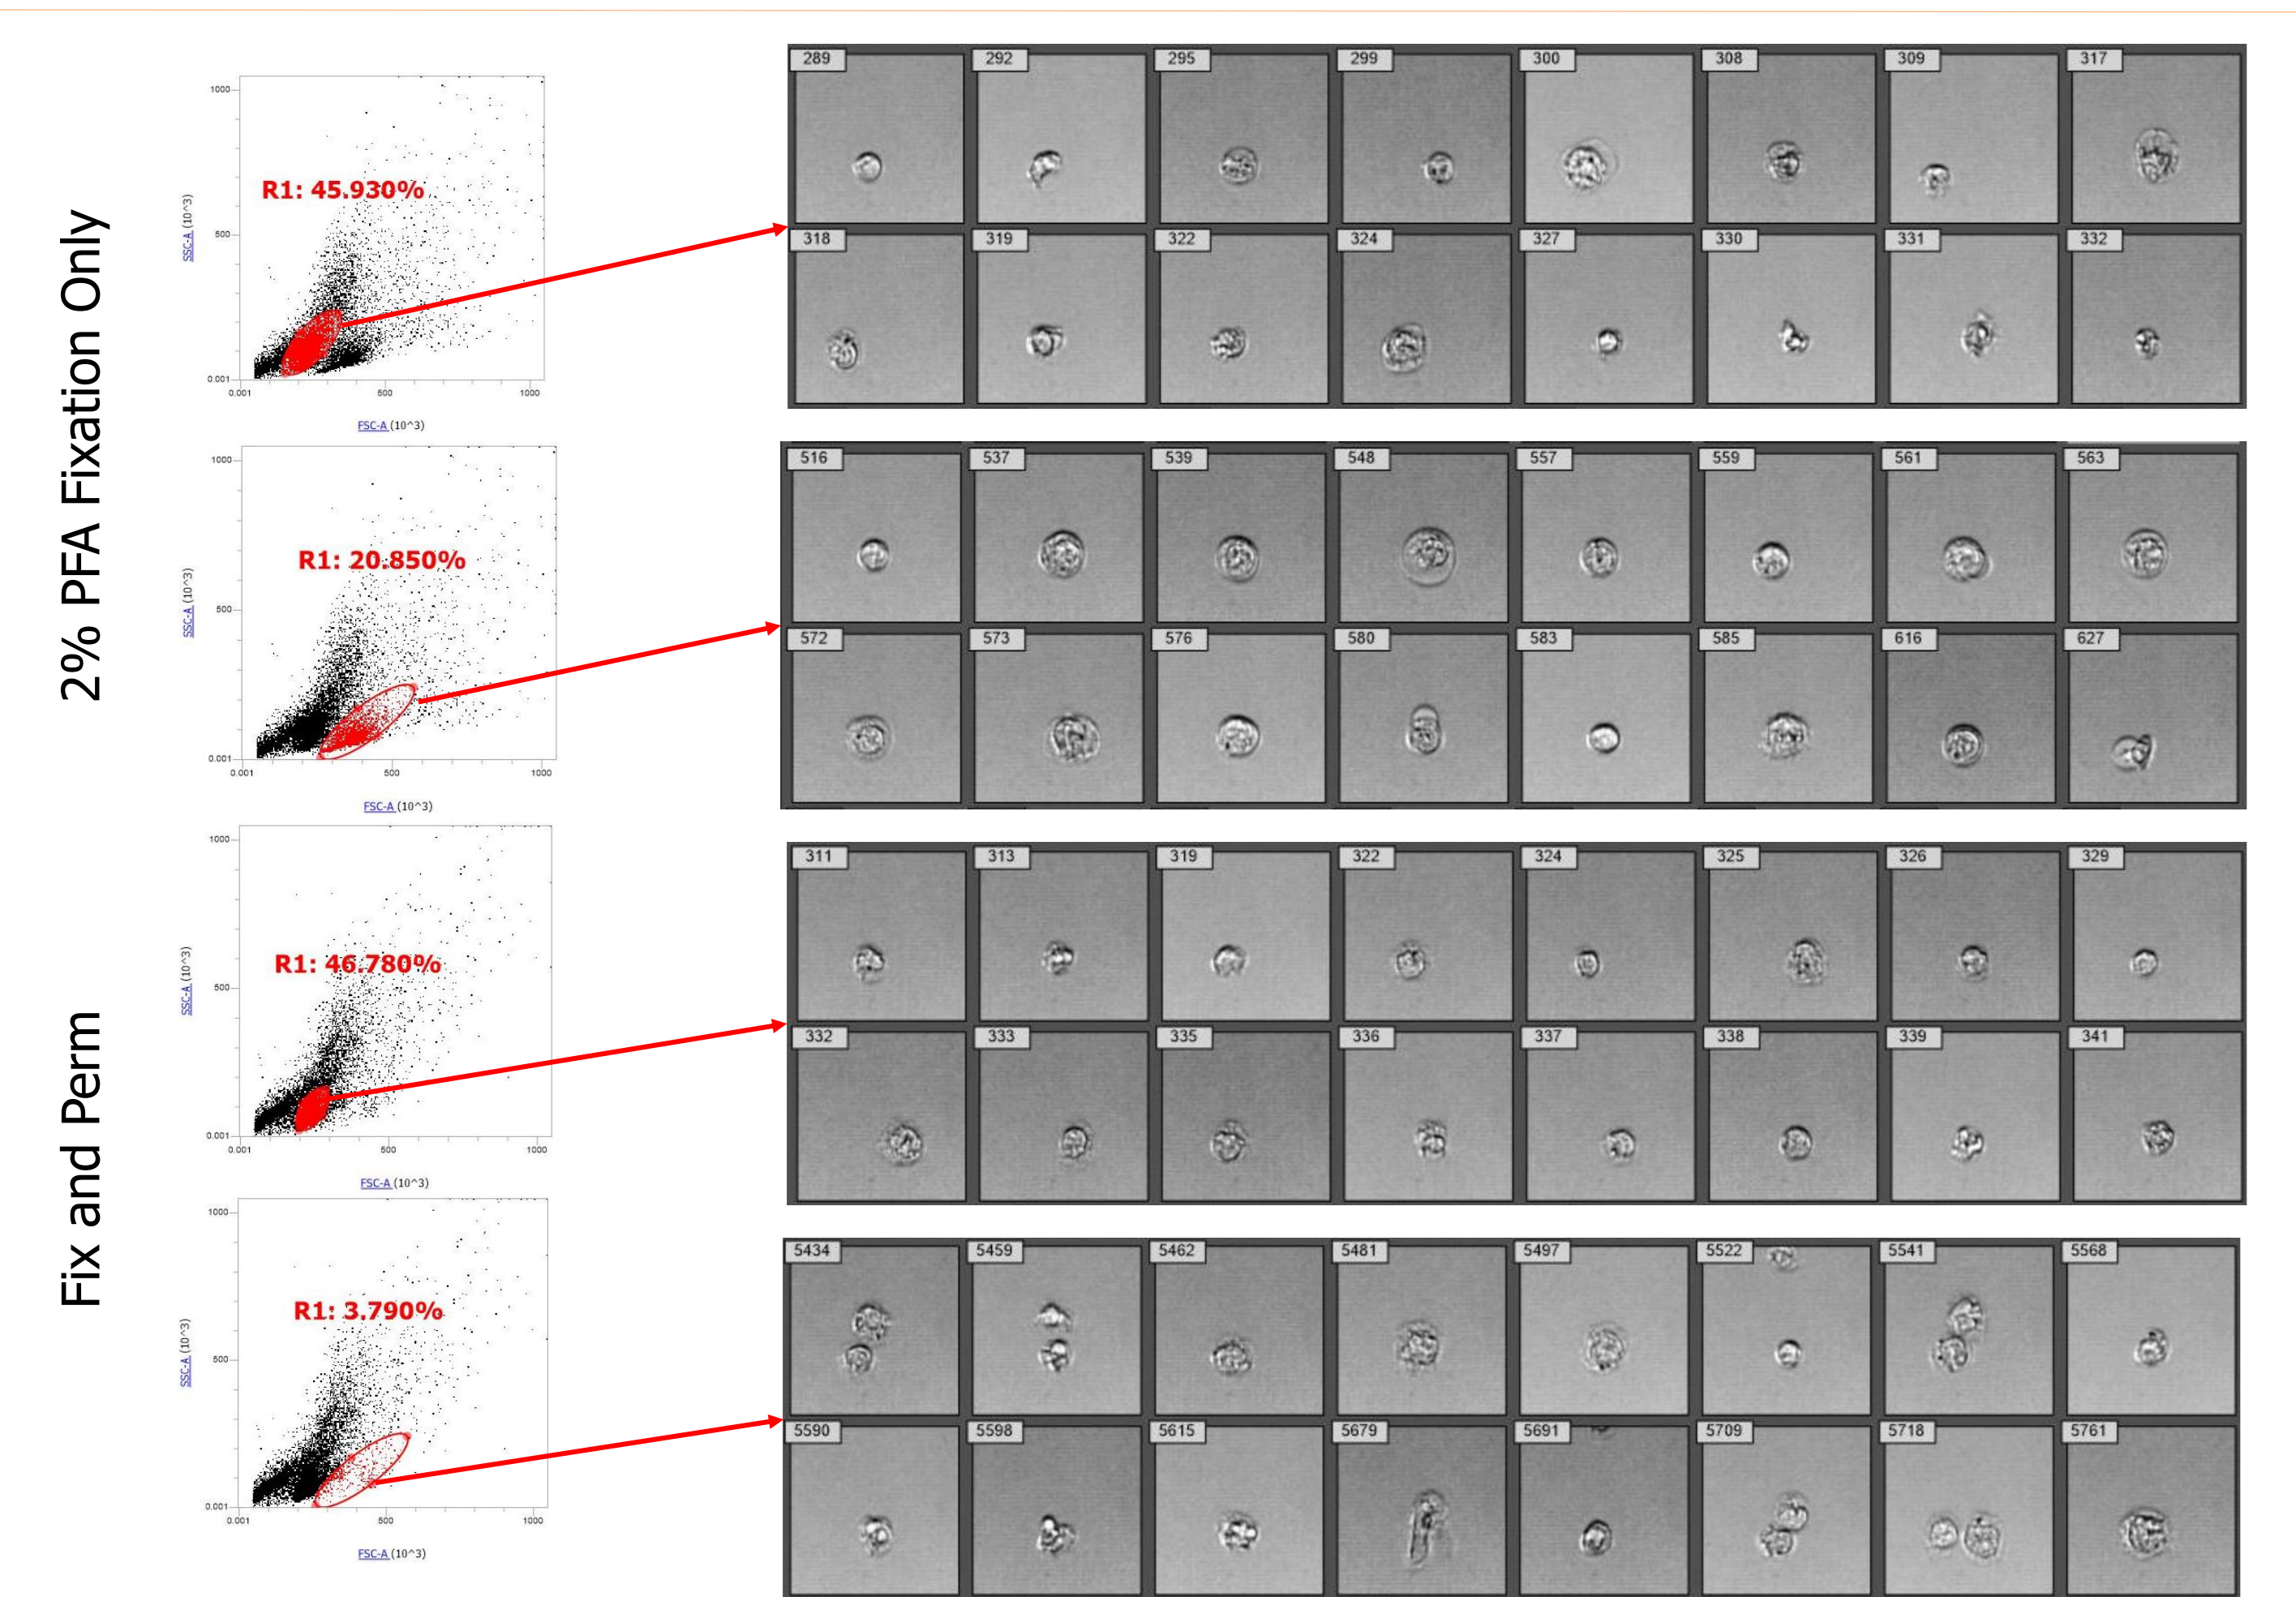 2% PFA Fixation Only
1000
500
0.001
SSC-A (10^3)
R1: 45.930%
0.001 500 1000
FSC-A (10^3)
289 292 295 299 300 308 309 317
318 319 322 324 327 330 331 332
1000
500
0.001
SSC-A (10^3)
R1: 20.850%
0.001 500 1000
FSC-A (10^3)
516 537 539 548 557 559 561 563
572 573 576 580 583 585 616 627
Fix and Perm
1000
500
0.001
SSC-A (10^3)
R1: 46.780%
0.001 500 1000
FSC-A (10^3)
311 313 319 322 324 325 326 329
332 333 335 336 337 338 339 341
1000
500
0.001
SSC-A (10^3)
R1: 3.790%
0.001 500 1000
FSC-A (10^3)
5434 5459 5462 5481 5497 5522 5541 5568
5590 5598 5615 5679 5691 5709 5718 5761